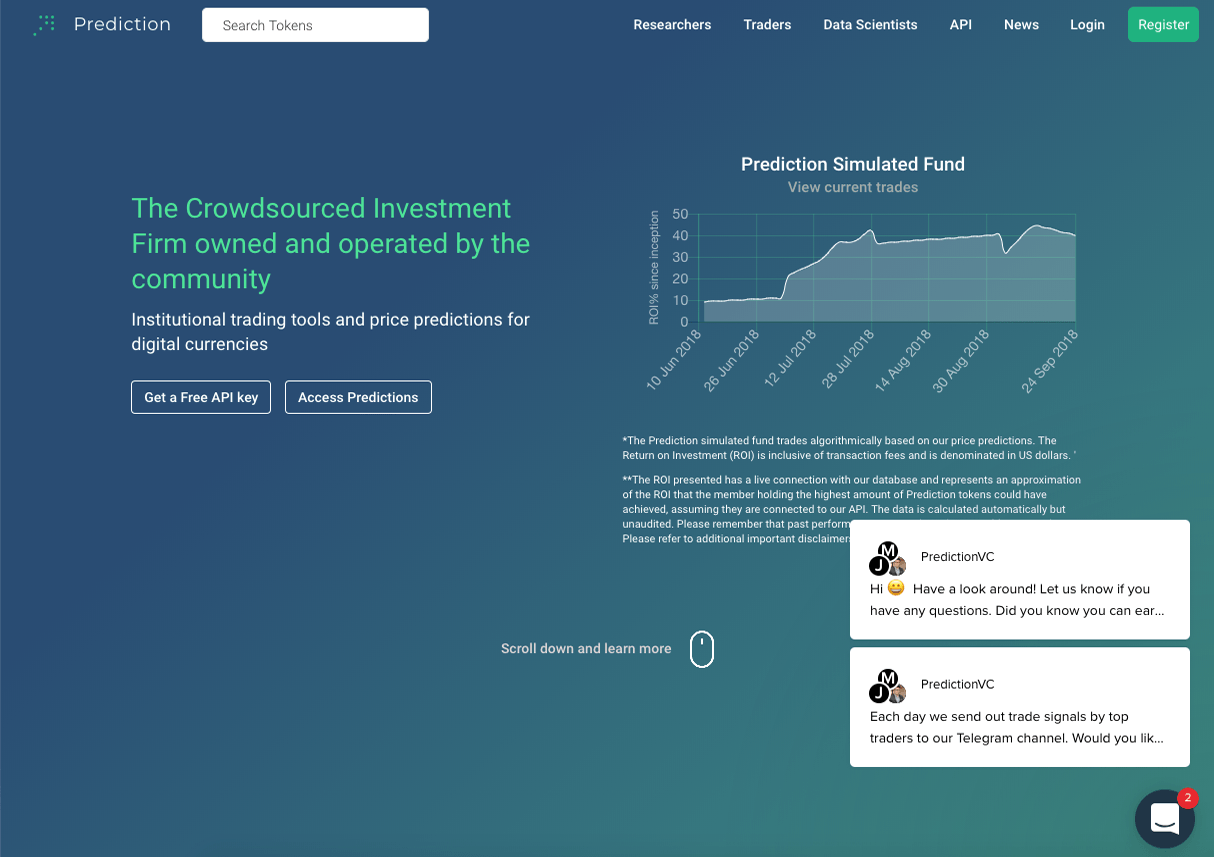 Prediction
Search Tokens
Researchers
Traders
Data Scientists
API
News
Login
Register
The Crowdsourced Investment
Firm owned and operated by the
community
Institutional trading tools and price predictions for
digital currencies
Get a Free API key
Access Predictions
Prediction Simulated Fund
View current trades
ROI% since inception
50
40
30
20
10
0
10 Jun 2018
26 Jun 2018
12 Jul 2018
28 Jul 2018
14 Aug 2018
30 Aug 2018
24 Sep 2018
*The Prediction simulated fund trades algorithmically based on our price predictions. The
Return on Investment (ROI) is inclusive of transaction fees and is denominated in US dollars. '
**The ROI presented has a live connection with our database and represents an approximation
of the ROI that the member holding the highest amount of Prediction tokens could have
achieved, assuming they are connected to our API. The data is calculated automatically but
unaudited. Please remember that past perform
Please refer to additional important disclaimers
Scroll down and learn more
M
J
PredictionVC
Hi 😀 Have a look around! Let us know if you
have any questions. Did you know you can ear...
M
J
PredictionVC
Each day we send out trade signals by top
traders to our Telegram channel. Would you lik...
2